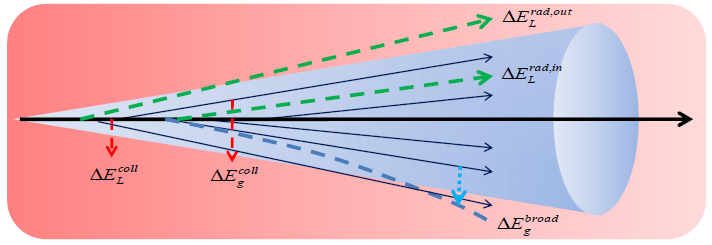 ΔE_L^{rad,out}
ΔE_L^{rad,in}
ΔE_L^{coll}
ΔE_g^{coll}
ΔE_g^{broad}